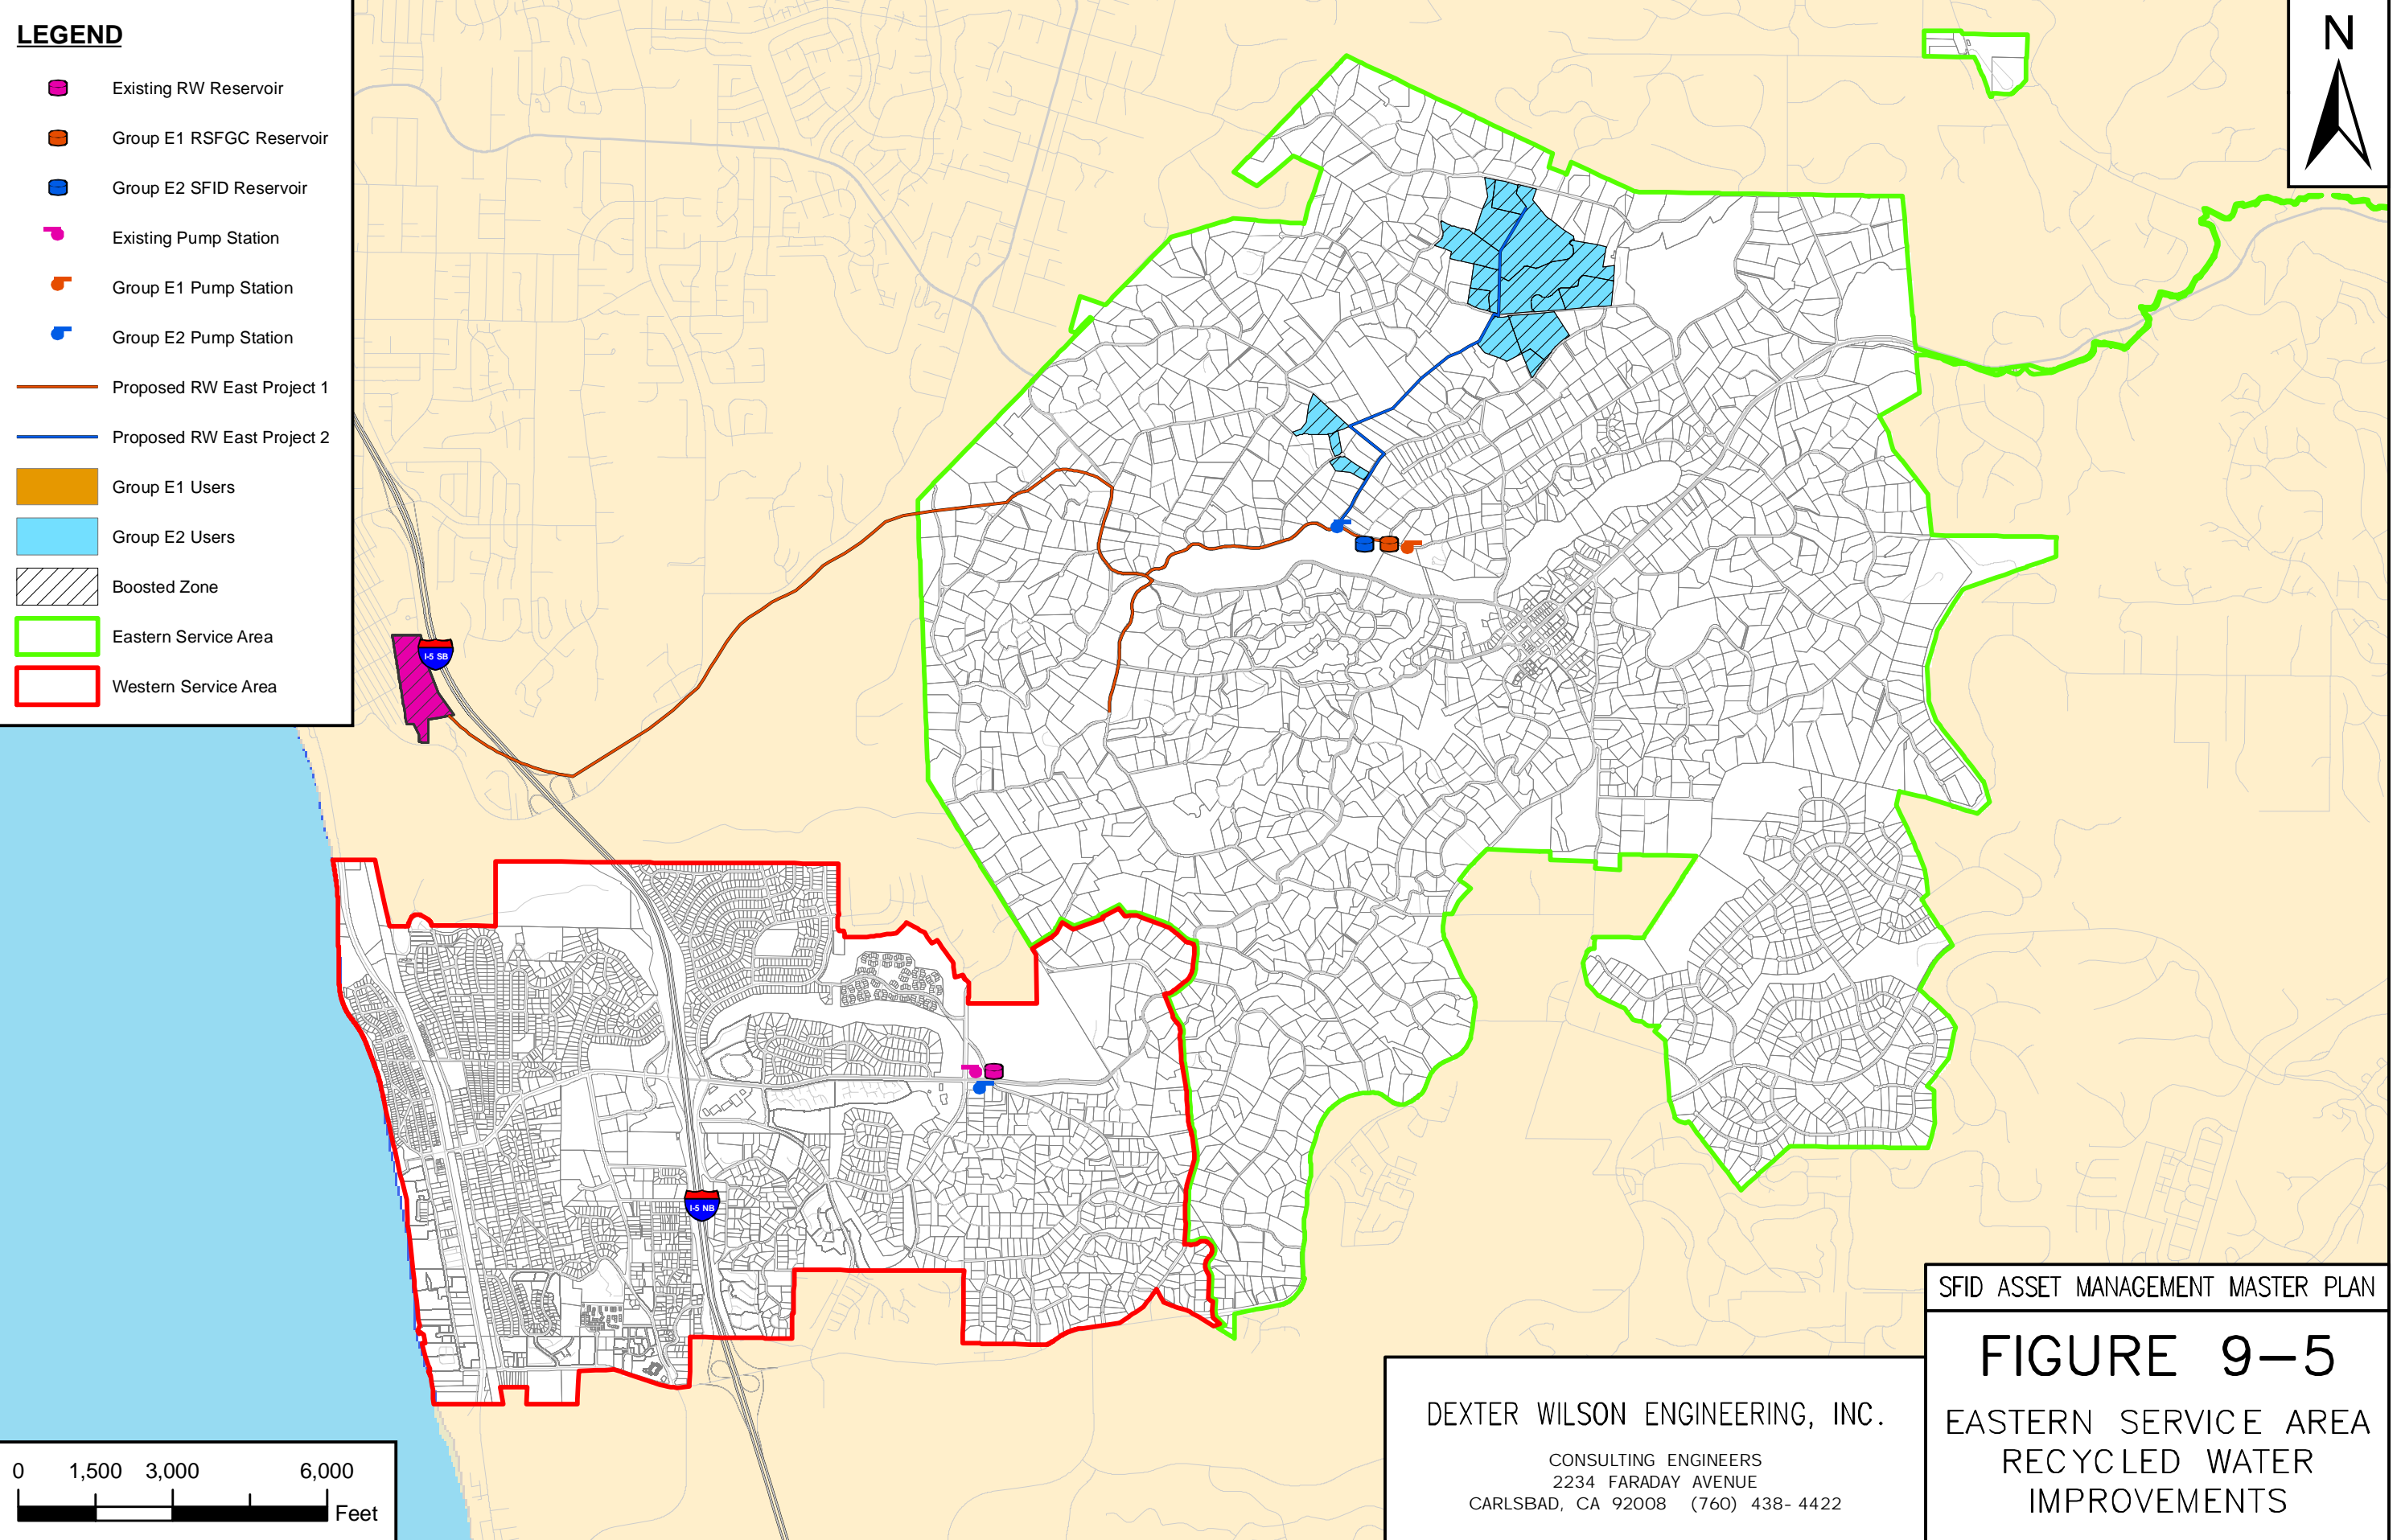 LEGEND
Existing RW Reservoir
Group E1 RSFGC Reservoir
Group E2 SFID Reservoir
Existing Pump Station
Group E1 Pump Station
Group E2 Pump Station
Proposed RW East Project 1
Proposed RW East Project 2
Group E1 Users
Group E2 Users
Boosted Zone
Eastern Service Area
Western Service Area
N
I-5 SB
I-5 NB
0 1,500 3,000 6,000
Feet
DEXTER WILSON ENGINEERING, INC.
CONSULTING ENGINEERS
2234 FARADAY AVENUE
CARLSBAD, CA 92008 (760) 438-4422
SFID ASSET MANAGEMENT MASTER PLAN
FIGURE 9-5
EASTERN SERVICE AREA
RECYCLED WATER
IMPROVEMENTS